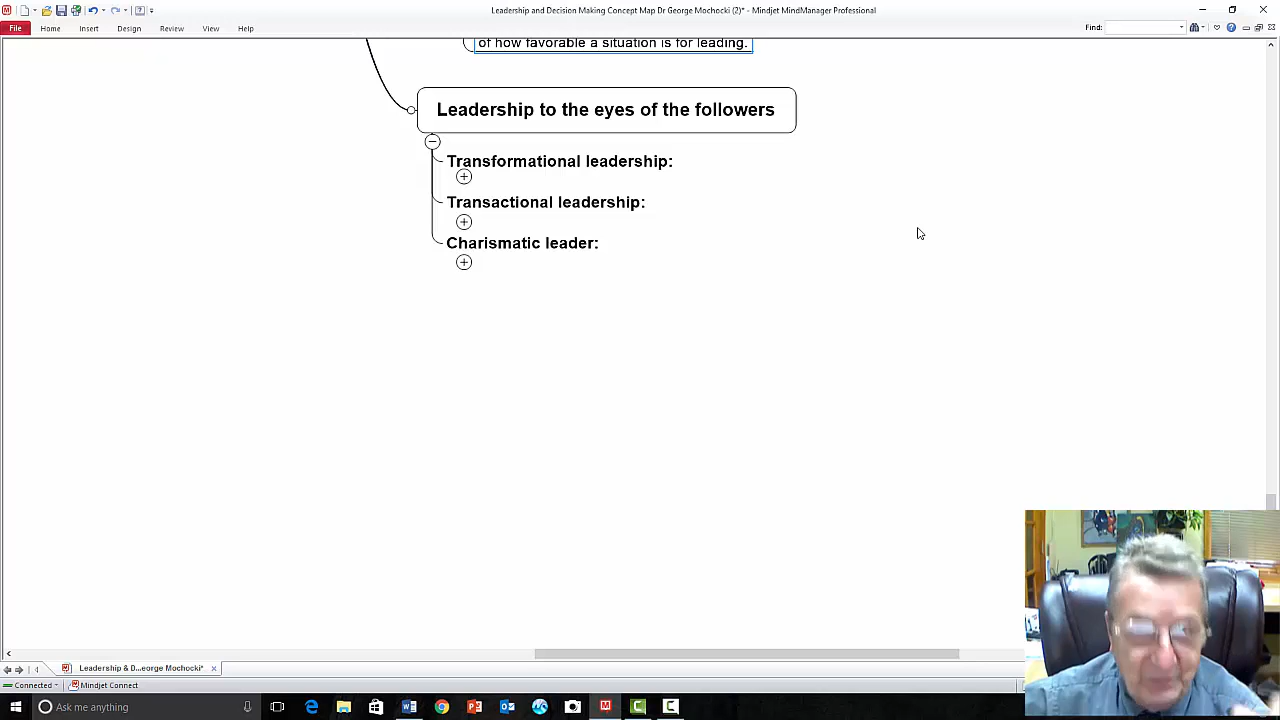 Leadership and Decision Making Concept Map Dr George Mochocki (2)* - Mindjet MindManager Professional
File Home Insert Design Review View Help
Find:
of how favorable a situation is for leading.
Leadership to the eyes of the followers
Transformational leadership:
Transactional leadership:
Charismatic leader:
Leadership & D...eorge Mochocki*
Connected
Mindjet Connect
Ask me anything